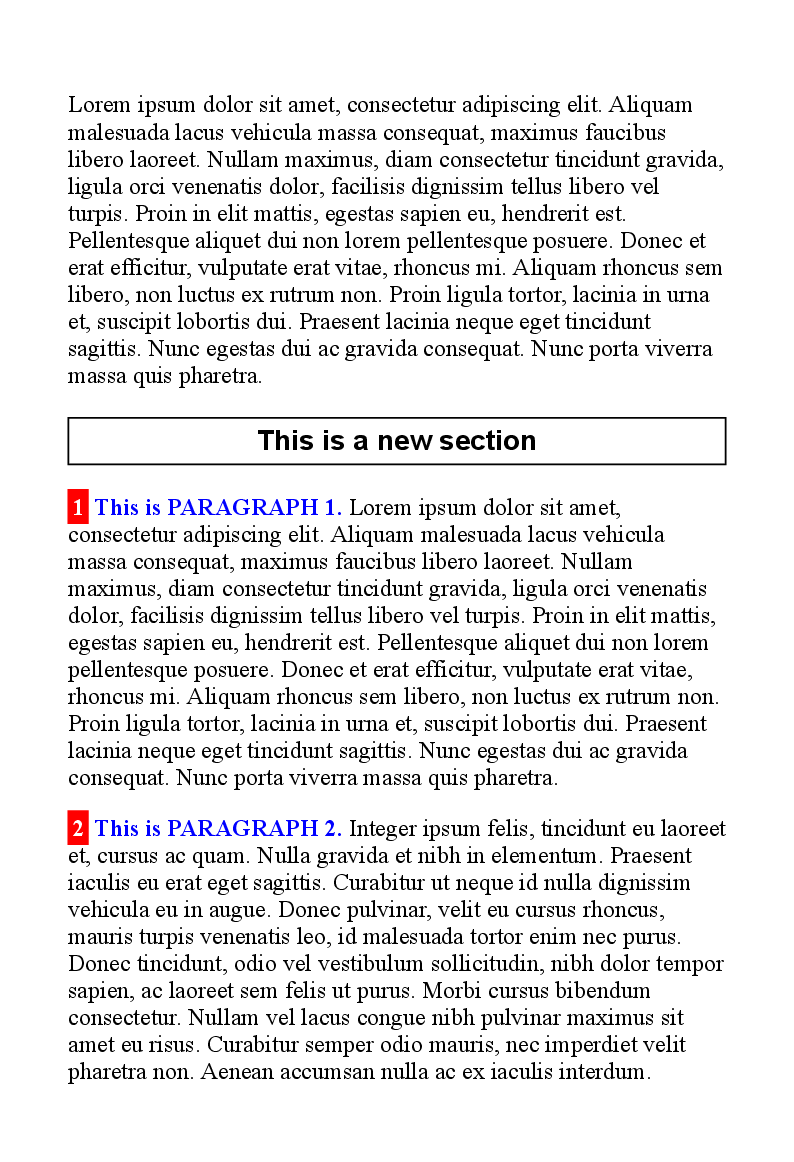 Lorem ipsum dolor sit amet, consectetur adipiscing elit. Aliquam
malesuada lacus vehicula massa consequat, maximus faucibus
libero laoreet. Nullam maximus, diam consectetur tincidunt gravida,
ligula orci venenatis dolor, facilisis dignissim tellus libero vel
turpis. Proin in elit mattis, egestas sapien eu, hendrerit est.
Pellentesque aliquet dui non lorem pellentesque posuere. Donec et
erat efficitur, vulputate erat vitae, rhoncus mi. Aliquam rhoncus sem
libero, non luctus ex rutrum non. Proin ligula tortor, lacinia in urna
et, suscipit lobortis dui. Praesent lacinia neque eget tincidunt
sagittis. Nunc egestas dui ac gravida consequat. Nunc porta viverra
massa quis pharetra.
This is a new section
1 This is PARAGRAPH 1. Lorem ipsum dolor sit amet,
consectetur adipiscing elit. Aliquam malesuada lacus vehicula
massa consequat, maximus faucibus libero laoreet. Nullam
maximus, diam consectetur tincidunt gravida, ligula orci venenatis
dolor, facilisis dignissim tellus libero vel turpis. Proin in elit mattis,
egestas sapien eu, hendrerit est. Pellentesque aliquet dui non lorem
pellentesque posuere. Donec et erat efficitur, vulputate erat vitae,
rhoncus mi. Aliquam rhoncus sem libero, non luctus ex rutrum non.
Proin ligula tortor, lacinia in urna et, suscipit lobortis dui. Praesent
lacinia neque eget tincidunt sagittis. Nunc egestas dui ac gravida
consequat. Nunc porta viverra massa quis pharetra.
2 This is PARAGRAPH 2. Integer ipsum felis, tincidunt eu laoreet
et, cursus ac quam. Nulla gravida et nibh in elementum. Praesent
iaculis eu erat eget sagittis. Curabitur ut neque id nulla dignissim
vehicula eu in augue. Donec pulvinar, velit eu cursus rhoncus,
mauris turpis venenatis leo, id malesuada tortor enim nec purus.
Donec tincidunt, odio vel vestibulum sollicitudin, nibh dolor tempor
sapien, ac laoreet sem felis ut purus. Morbi cursus bibendum
consectetur. Nullam vel lacus congue nibh pulvinar maximus sit
amet eu risus. Curabitur semper odio mauris, nec imperdiet velit
pharetra non. Aenean accumsan nulla ac ex iaculis interdum.